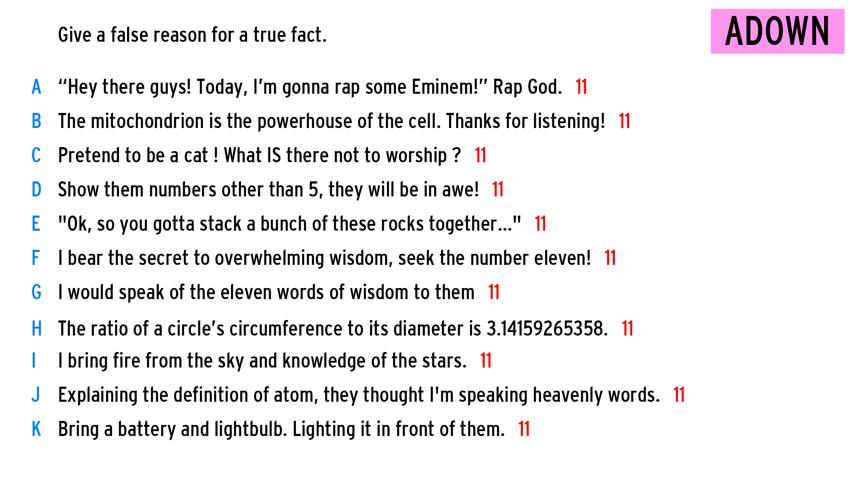 Give a false reason for a true fact.
ADOWN
A “Hey there guys! Today, I’m gonna rap some Eminem!” Rap God. 11
B The mitochondrion is the powerhouse of the cell. Thanks for listening! 11
C Pretend to be a cat ! What IS there not to worship ? 11
D Show them numbers other than 5, they will be in awe! 11
E "Ok, so you gotta stack a bunch of these rocks together..." 11
F I bear the secret to overwhelming wisdom, seek the number eleven! 11
G I would speak of the eleven words of wisdom to them 11
H The ratio of a circle’s circumference to its diameter is 3.14159265358. 11
I I bring fire from the sky and knowledge of the stars. 11
J Explaining the definition of atom, they thought I'm speaking heavenly words. 11
K Bring a battery and lightbulb. Lighting it in front of them. 11